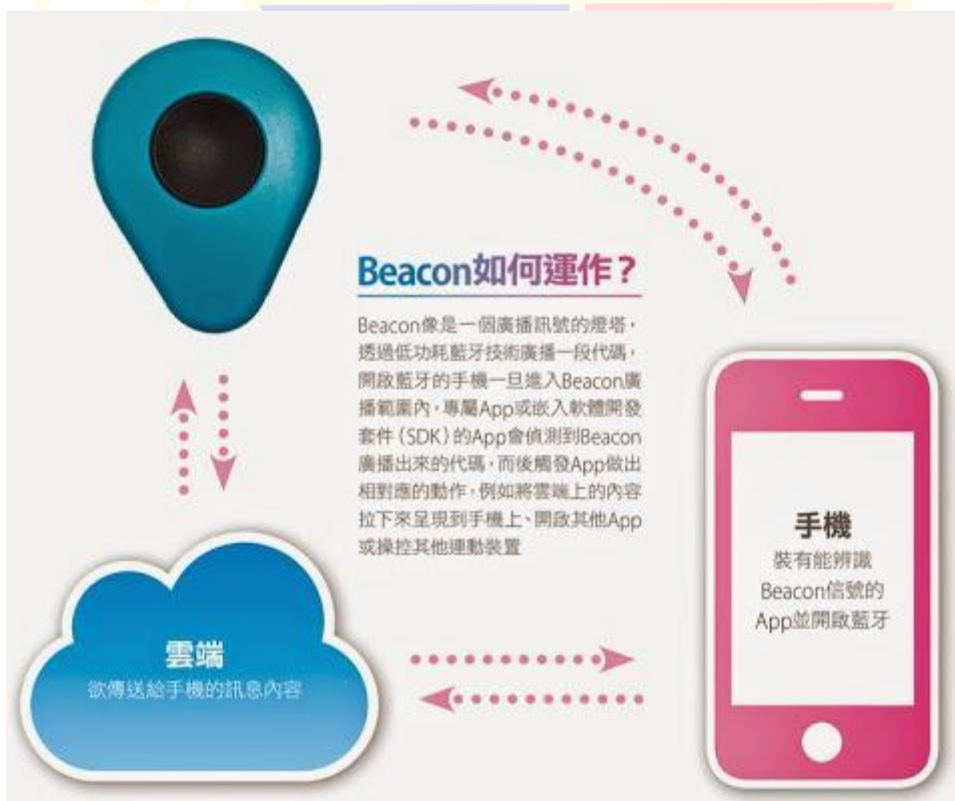 Beacon如何運作?
Beacon像是一個廣播訊號的燈塔,
透過低功耗藍牙技術廣播一段代碼,
開啟藍牙的手機一旦進入Beacon廣
播範圍內,專屬App或嵌入軟體開發
套件(SDK)的App會偵測到Beacon
廣播出來的代碼,而後觸發App做出
相對應的動作,例如將雲端上的內容
拉下來呈現到手機上、開啟其他App
或操控其他連動裝置
手機
裝有能辨識
Beacon信號的
App並開啟藍牙
雲端
欲傳送給手機的訊息內容